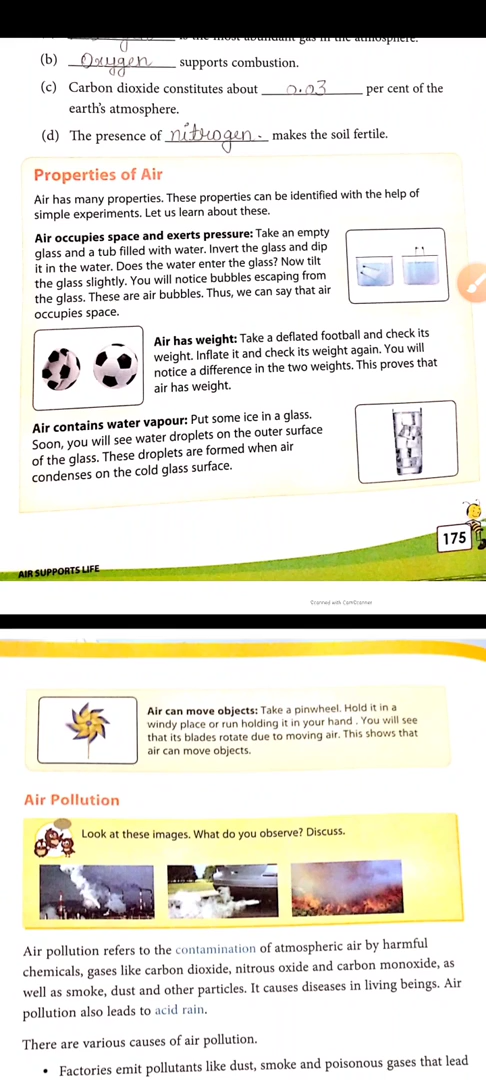 is the most abundant gas in the atmosphere.
(b) Oxygen supports combustion.
(c) Carbon dioxide constitutes about 0.03 per cent of the
earth's atmosphere.
(d) The presence of nitrogen - makes the soil fertile.
Properties of Air
Air has many properties. These properties can be identified with the help of
simple experiments. Let us learn about these.
Air occupies space and exerts pressure: Take an empty
glass and a tub filled with water. Invert the glass and dip
it in the water. Does the water enter the glass? Now tilt
the glass slightly. You will notice bubbles escaping from
the glass. These are air bubbles. Thus, we can say that air
occupies space.
Air has weight: Take a deflated football and check its
weight. Inflate it and check its weight again. You will
notice a difference in the two weights. This proves that
air has weight.
Air contains water vapour: Put some ice in a glass.
Soon, you will see water droplets on the outer surface
of the glass. These droplets are formed when air
condenses on the cold glass surface.
175
AIR SUPPORTS LIFE
Scanned with CamScanner
Air can move objects: Take a pinwheel. Hold it in a
windy place or run holding it in your hand . You will see
that its blades rotate due to moving air. This shows that
air can move objects.
Air Pollution
Look at these images. What do you observe? Discuss.
Air pollution refers to the contamination of atmospheric air by harmful
chemicals, gases like carbon dioxide, nitrous oxide and carbon monoxide, as
well as smoke, dust and other particles. It causes diseases in living beings. Air
pollution also leads to acid rain.
There are various causes of air pollution.
• Factories emit pollutants like dust, smoke and poisonous gases that lead